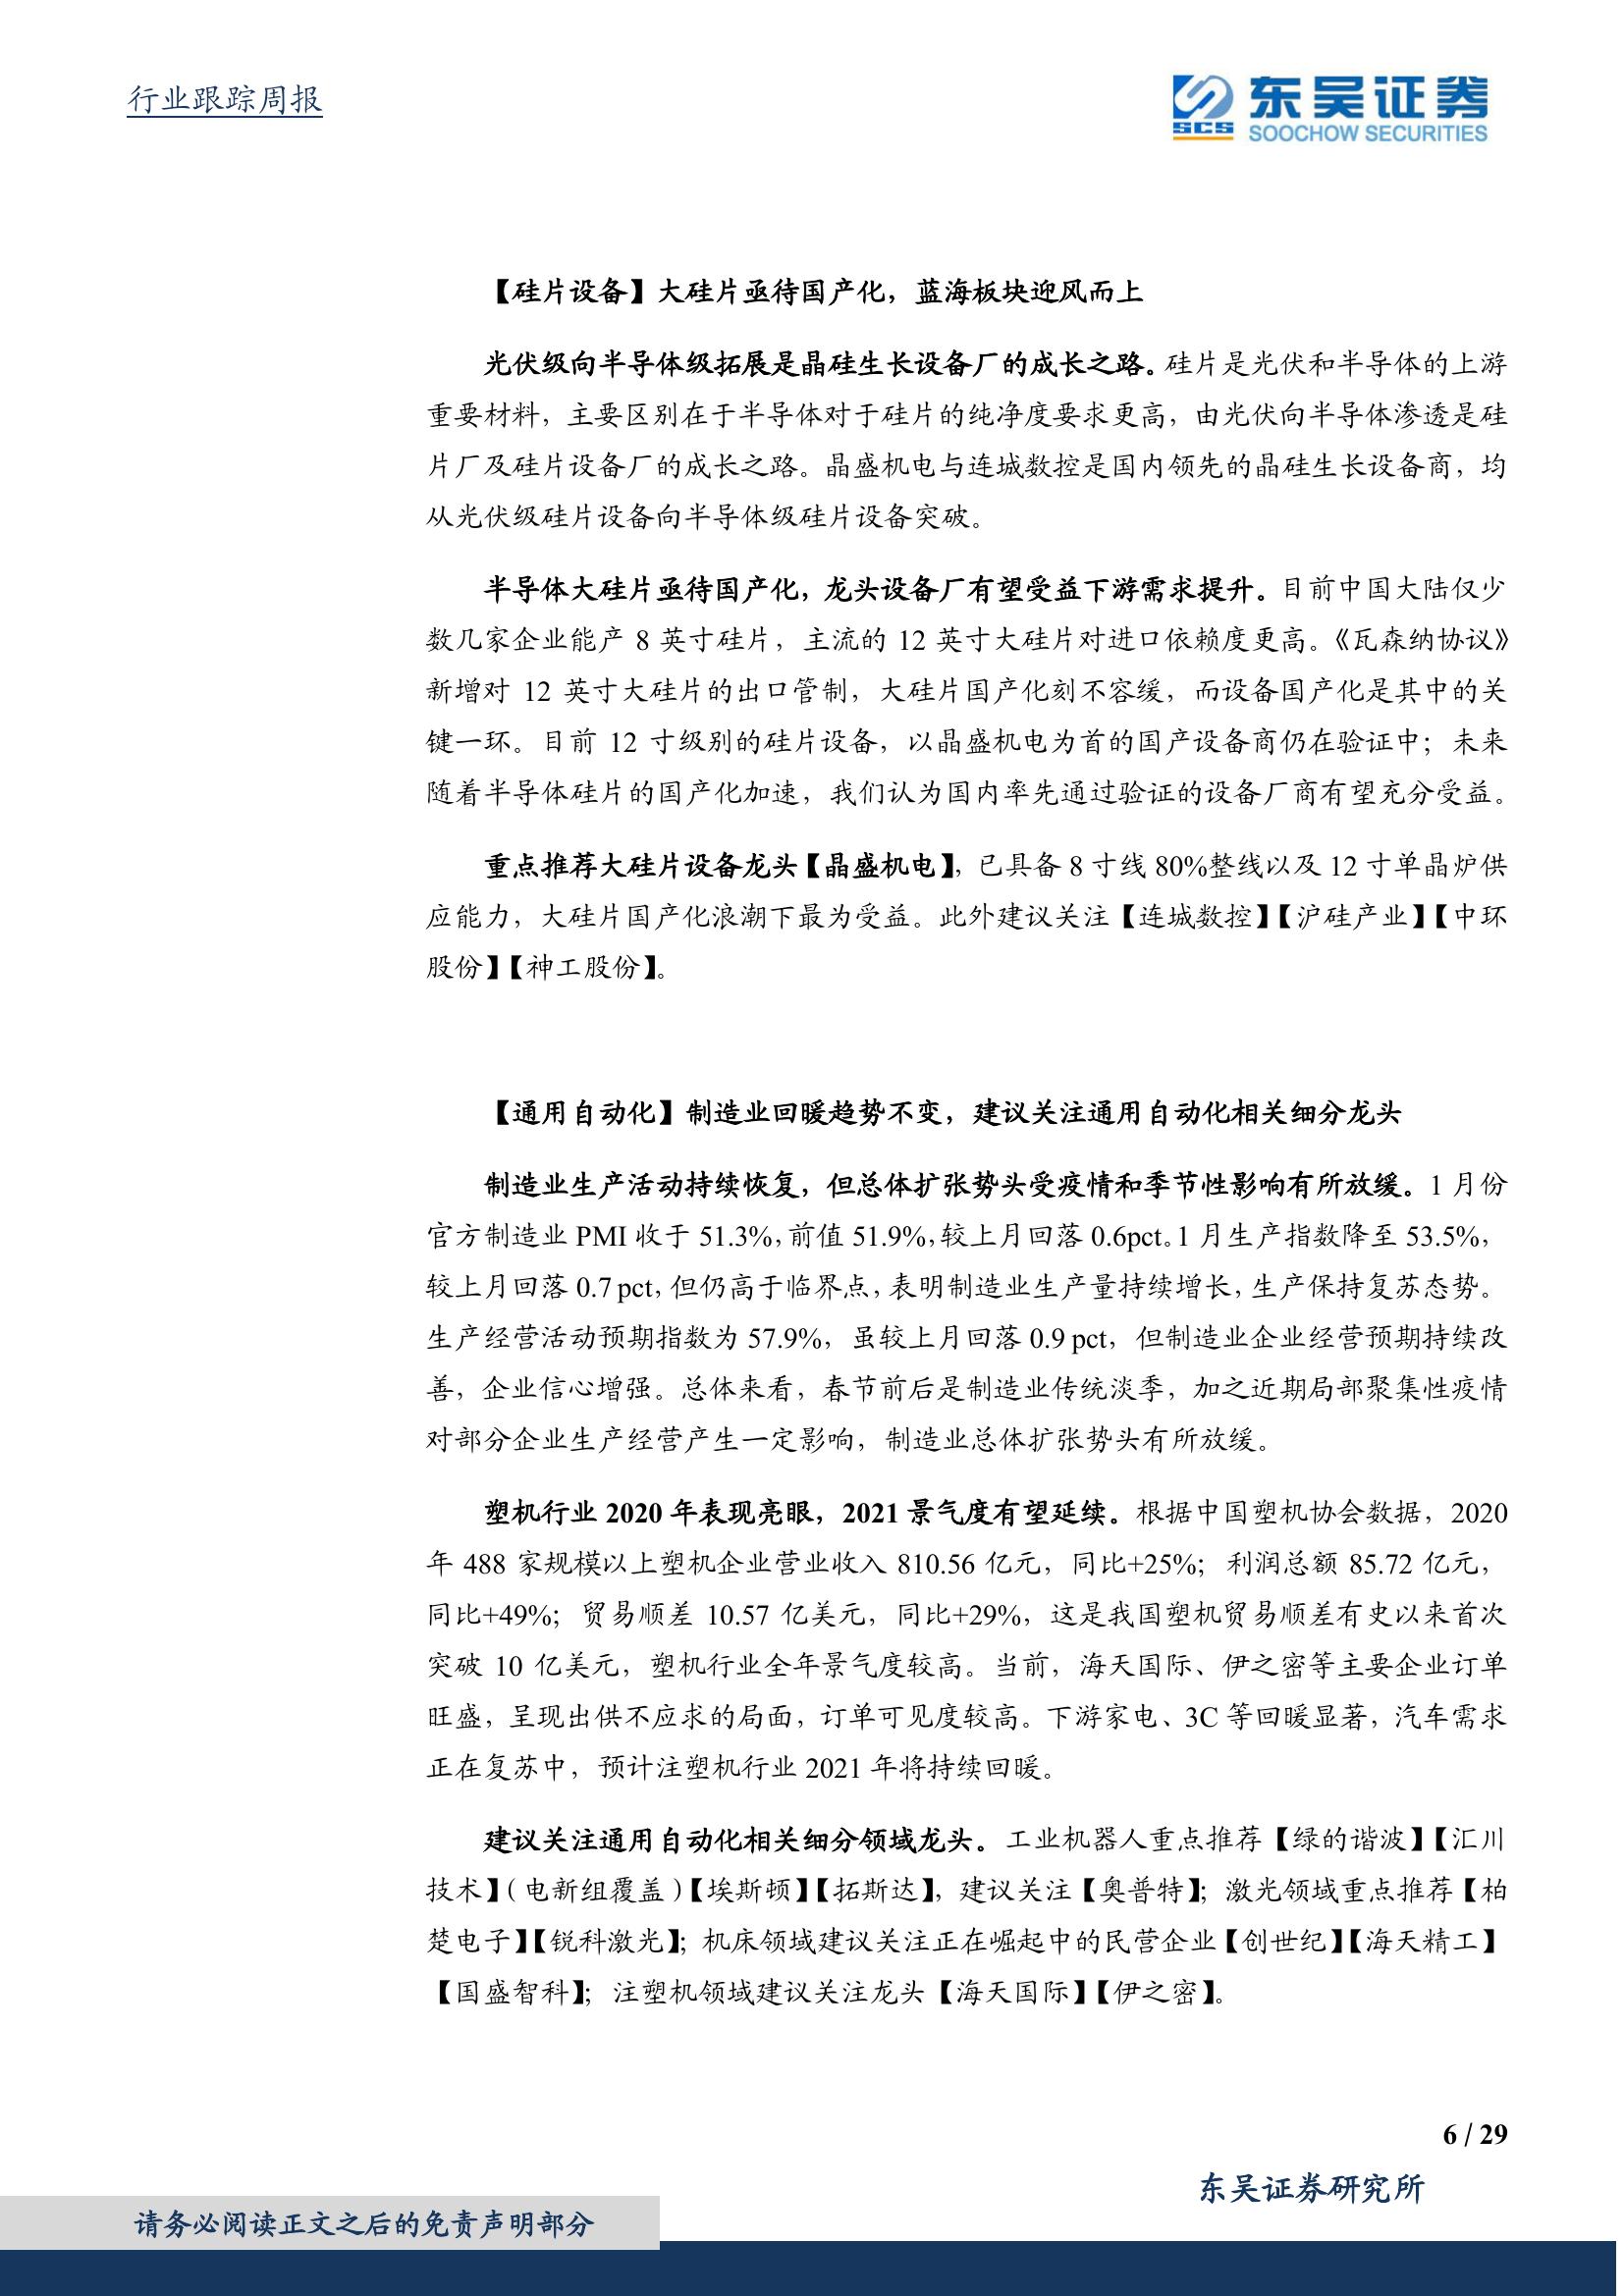 行业跟踪周报
SCS 东吴证券
SOOCHOW SECURITIES
【硅片设备】大硅片亟待国产化，蓝海板块迎风而上
光伏级向半导体级拓展是晶硅生长设备厂的成长之路。硅片是光伏和半导体的上游
重要材料，主要区别在于半导体对于硅片的纯净度要求更高，由光伏向半导体渗透是硅
片厂及硅片设备厂的成长之路。晶盛机电与连城数控是国内领先的晶硅生长设备商，均
从光伏级硅片设备向半导体级硅片设备突破。
半导体大硅片亟待国产化，龙头设备厂有望受益下游需求提升。目前中国大陆仅少
数几家企业能产 8 英寸硅片，主流的 12 英寸大硅片对进口依赖度更高。《瓦森纳协议》
新增对 12 英寸大硅片的出口管制，大硅片国产化刻不容缓，而设备国产化是其中的关
键一环。目前 12 寸级别的硅片设备，以晶盛机电为首的国产设备商仍在验证中；未来
随着半导体硅片的国产化加速，我们认为国内率先通过验证的设备厂商有望充分受益。
重点推荐大硅片设备龙头【晶盛机电】，已具备 8 寸线 80%整线以及 12 寸单晶炉供
应能力，大硅片国产化浪潮下最为受益。此外建议关注【连城数控】【沪硅产业】【中环
股份】【神工股份】。
【通用自动化】制造业回暖趋势不变，建议关注通用自动化相关细分龙头
制造业生产活动持续恢复，但总体扩张势头受疫情和季节性影响有所放缓。1 月份
官方制造业 PMI 收于 51.3%，前值 51.9%，较上月回落 0.6pct。1 月生产指数降至 53.5%，
较上月回落 0.7 pct，但仍高于临界点，表明制造业生产量持续增长，生产保持复苏态势。
生产经营活动预期指数为 57.9%，虽较上月回落 0.9 pct，但制造业企业经营预期持续改
善，企业信心增强。总体来看，春节前后是制造业传统淡季，加之近期局部聚集性疫情
对部分企业生产经营产生一定影响，制造业总体扩张势头有所放缓。
塑机行业 2020 年表现亮眼，2021 景气度有望延续。根据中国塑机协会数据，2020
年 488 家规模以上塑机企业营业收入 810.56 亿元，同比+25%；利润总额 85.72 亿元，
同比+49%；贸易顺差 10.57 亿美元，同比+29%，这是我国塑机贸易顺差有史以来首次
突破 10 亿美元，塑机行业全年景气度较高。当前，海天国际、伊之密等主要企业订单
旺盛，呈现出供不应求的局面，订单可见度较高。下游家电、3C 等回暖显著，汽车需求
正在复苏中，预计注塑机行业 2021 年将持续回暖。
建议关注通用自动化相关细分领域龙头。工业机器人重点推荐【绿的谐波】【汇川
技术】（电新组覆盖）【埃斯顿】【拓斯达】，建议关注【奥普特】；激光领域重点推荐【柏
楚电子】【锐科激光】；机床领域建议关注正在崛起中的民营企业【创世纪】【海天精工】
【国盛智科】；注塑机领域建议关注龙头【海天国际】【伊之密】。
6 / 29
东吴证券研究所
请务必阅读正文之后的免责声明部分